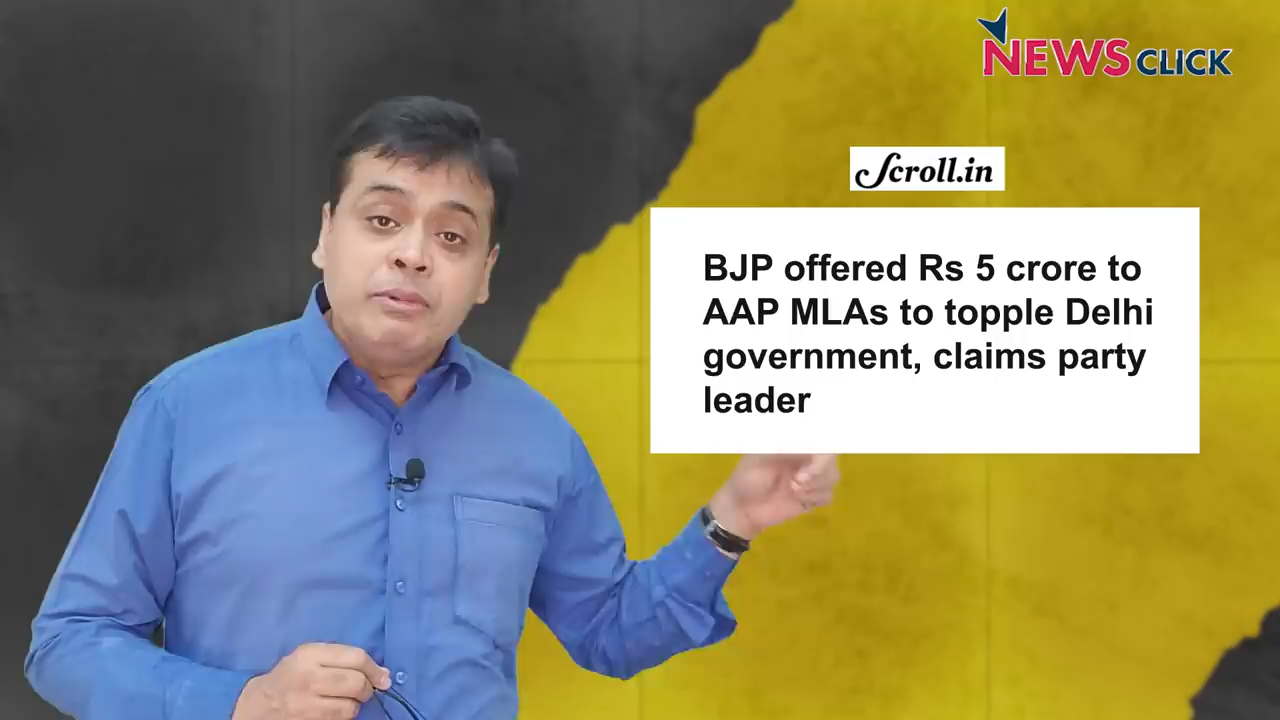 NEWSCLICK
Scroll.in
BJP offered Rs 5 crore to
AAP MLAs to topple Delhi
government, claims party
leader